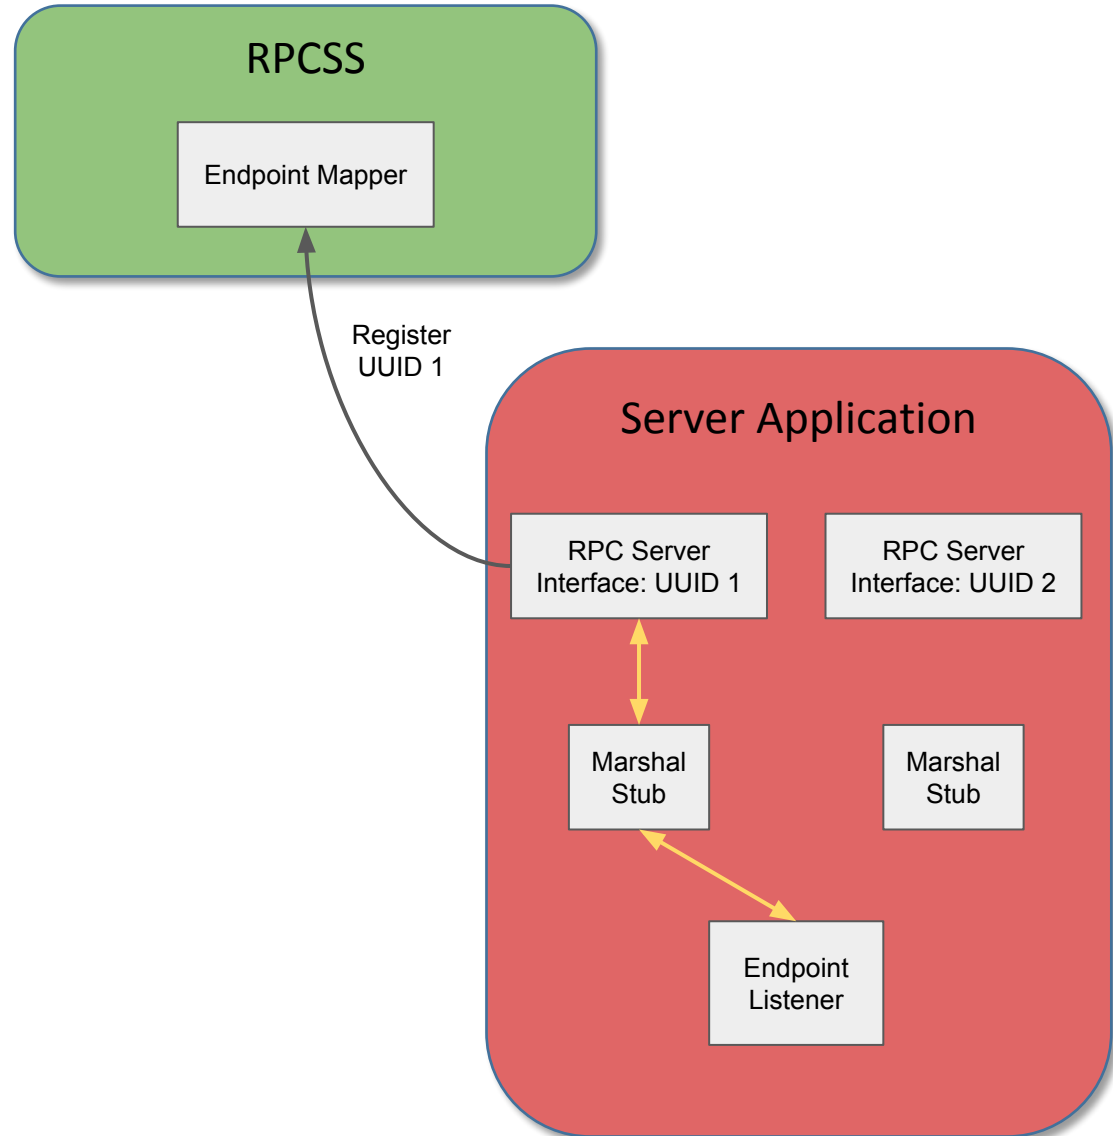 RPCSS
Endpoint Mapper
Register
UUID 1
Server Application
RPC Server
Interface: UUID 1
RPC Server
Interface: UUID 2
Marshal
Stub
Marshal
Stub
Endpoint
Listener